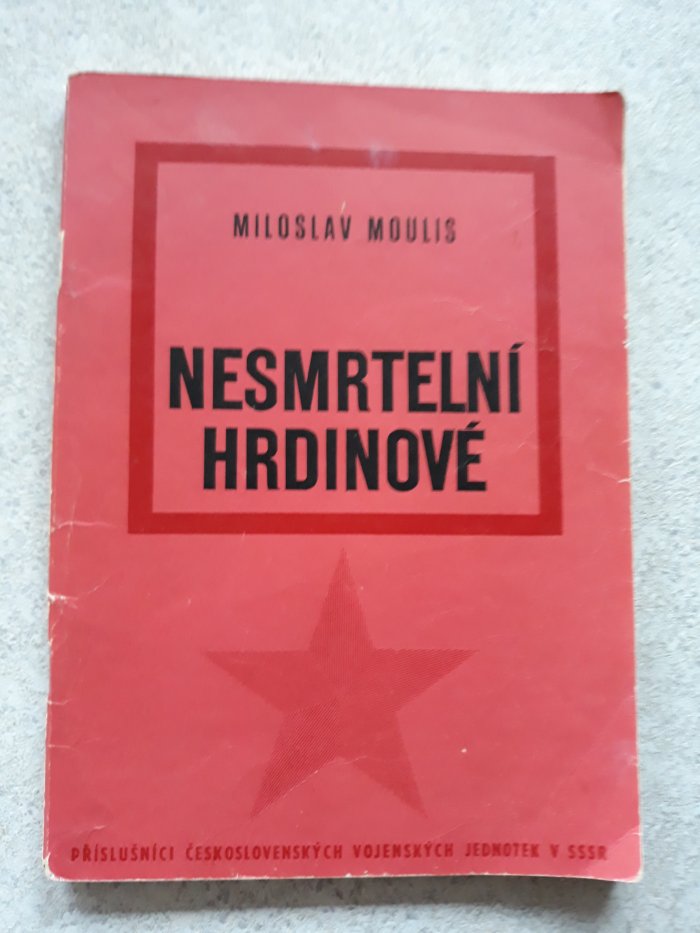 MILOSLAV MOULIS
NESMRTELNÍ
HRDINOVÉ
PŘÍSLUŠNÍCI ČESKOSLOVENSKÝCH VOJENSKÝCH JEDNOTEK V SSSR